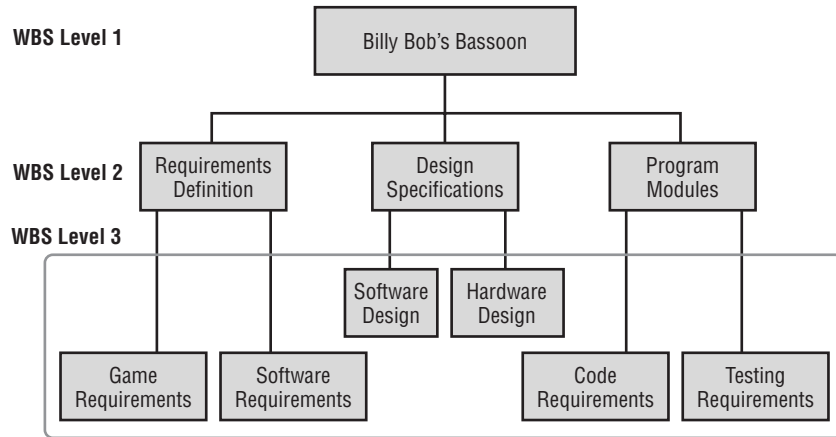 WBS Level 1
Billy Bob's Bassoon
WBS Level 2
Requirements
Definition
Design
Specifications
Program
Modules
WBS Level 3
Software
Design
Hardware
Design
Game
Requirements
Software
Requirements
Code
Requirements
Testing
Requirements